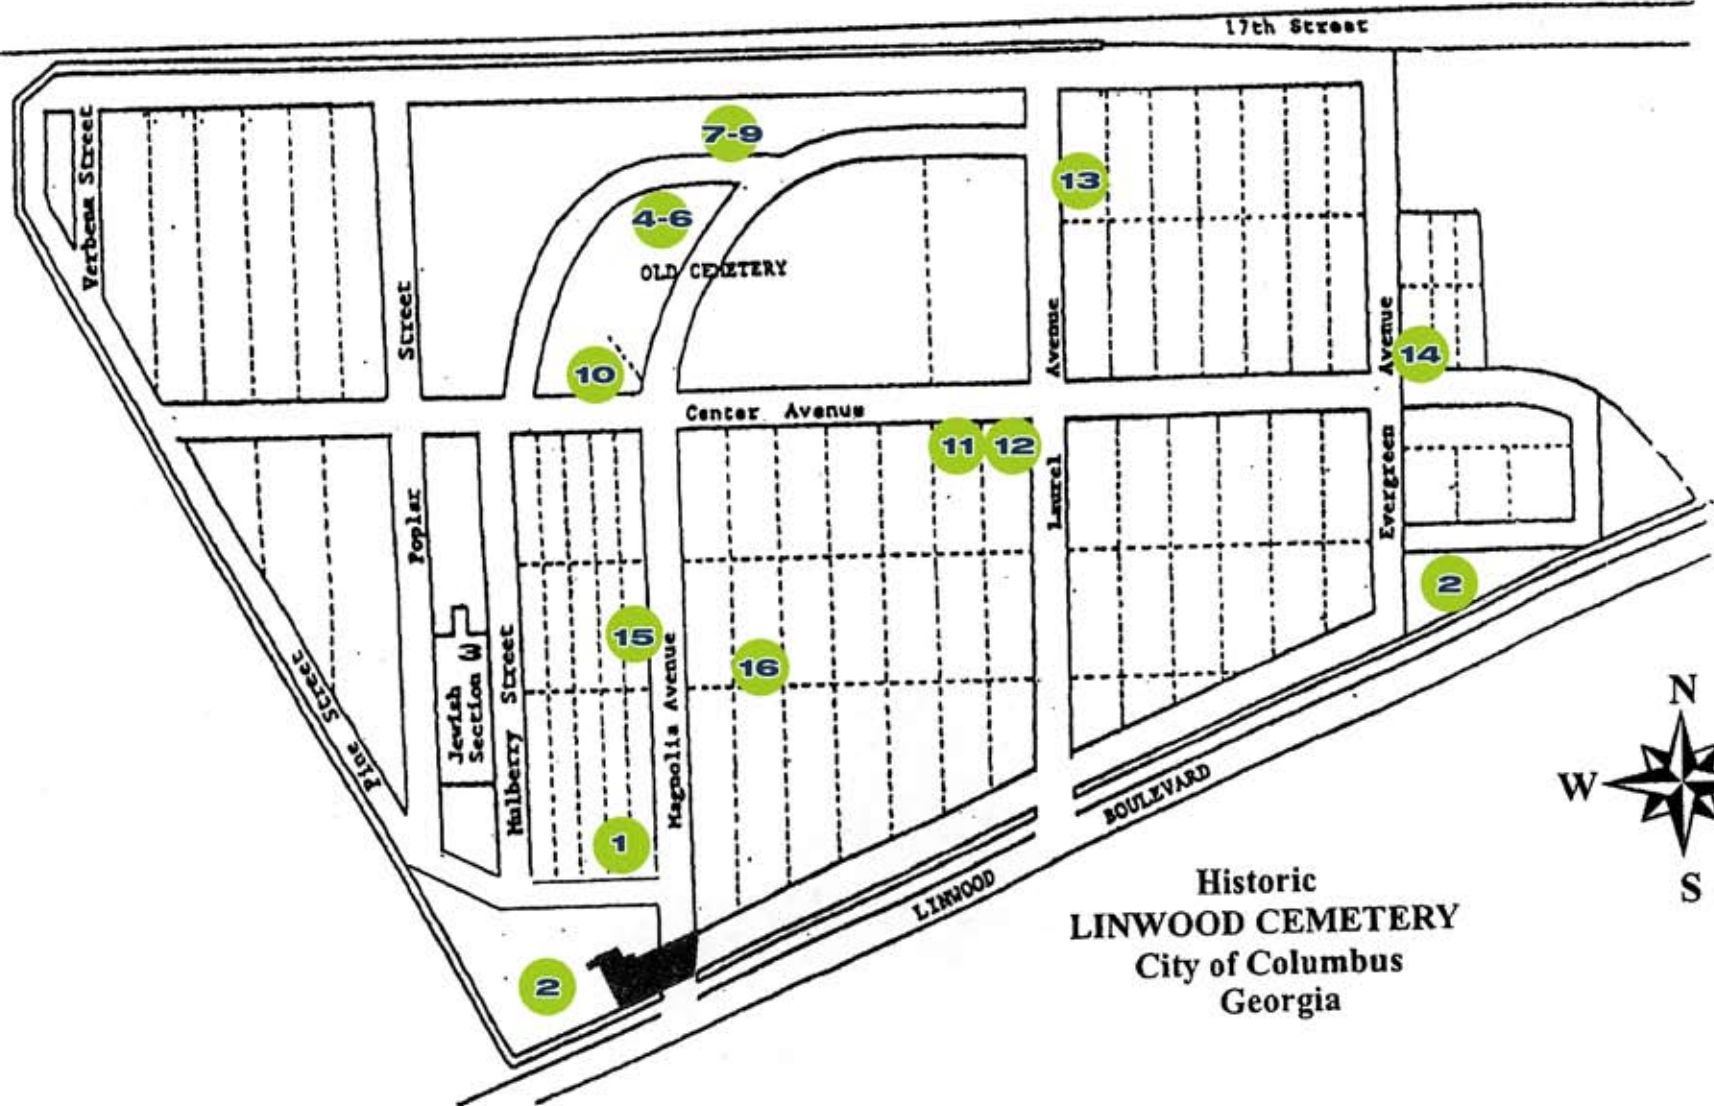 17th Street
Verbena Street
7-9
13
4-6
OLD CEMETERY
Street
Avenue
Avenue
14
10
Center Avenue
11
12
Laurel
Evergreen
Poplar
2
15
16
Jewish
Section 3
Mulberry Street
Magnolia Avenue
Pine Street
1
BOULEVARD
LINWOOD
2
N
W
S
Historic
LINWOOD CEMETERY
City of Columbus
Georgia